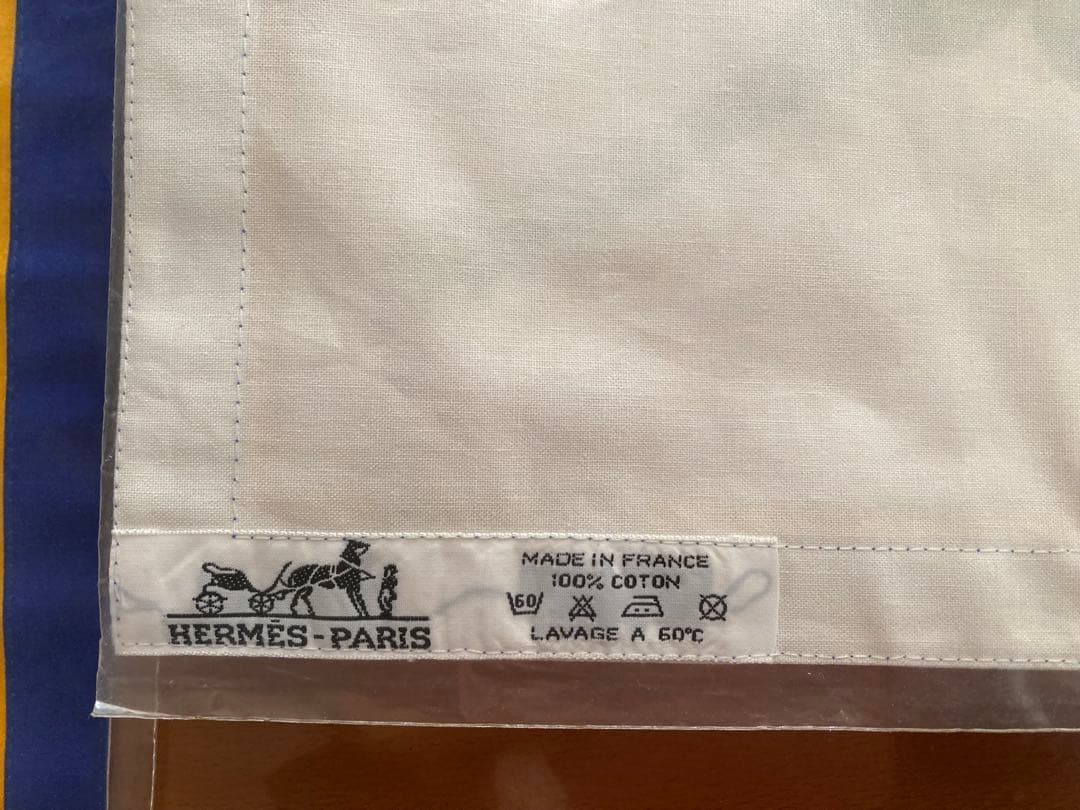 HERMÈS-PARIS
MADE IN FRANCE
100% COTON
60
LAVAGE A 60°C